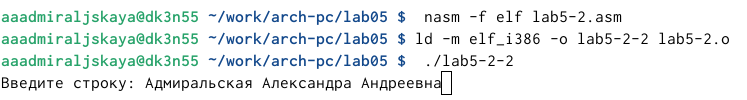 aaadmiraljskaya@dk3n55 ~/work/arch-pc/lab05 $ nasm -f elf lab5-2.asm
aaadmiraljskaya@dk3n55 ~/work/arch-pc/lab05 $ ld -m elf_i386 -o lab5-2-2 lab5-2.o
aaadmiraljskaya@dk3n55 ~/work/arch-pc/lab05 $ ./lab5-2-2
Введите строку: Адмиральская Александра Андреевна